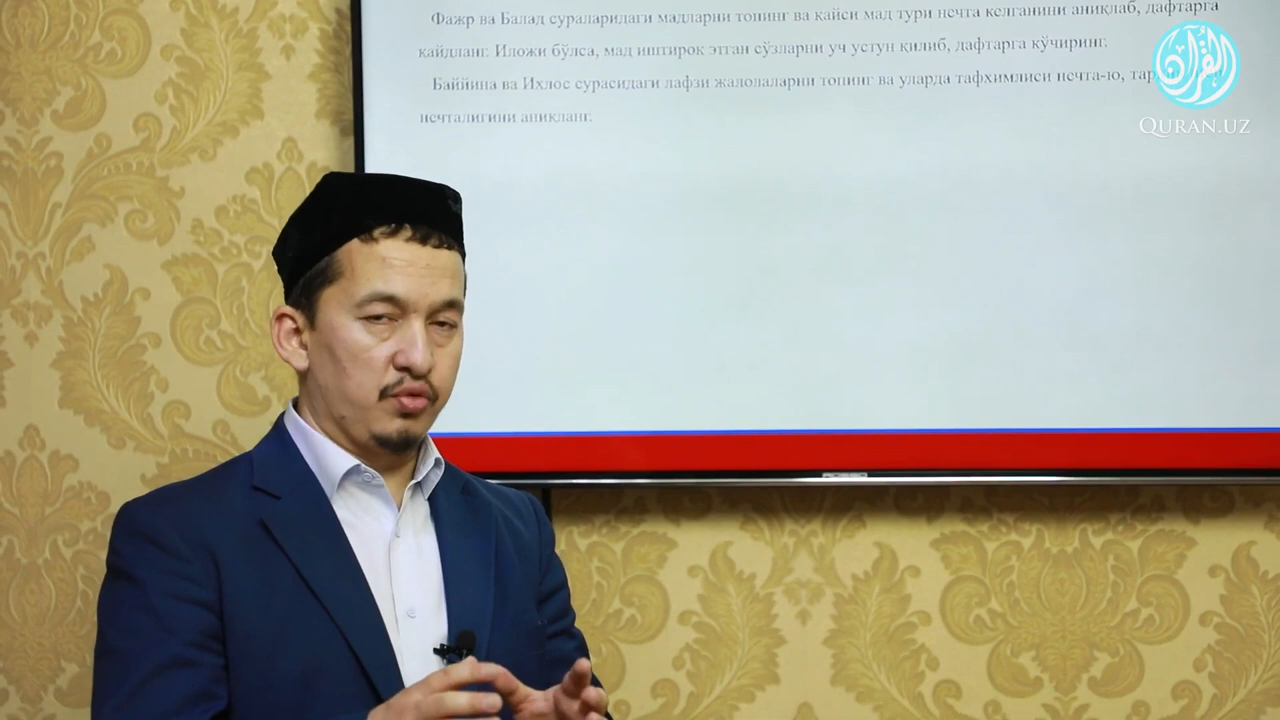 Фажр ва Балад сураларидаги мадларни топинг ва қайси мад тури нечта келганини аниқлаб, дафтарга
қайдланг. Иложи бўлса, мад иштирок этган сўзларни уч устун қилиб, дафтарга кўчиринг.
Баййина ва Ихлос сурасидаги лафзи жалолаларни топинг ва уларда тафхимлиси нечта-ю,
нечталигини аниқланг.
القرآن
QURAN.UZ